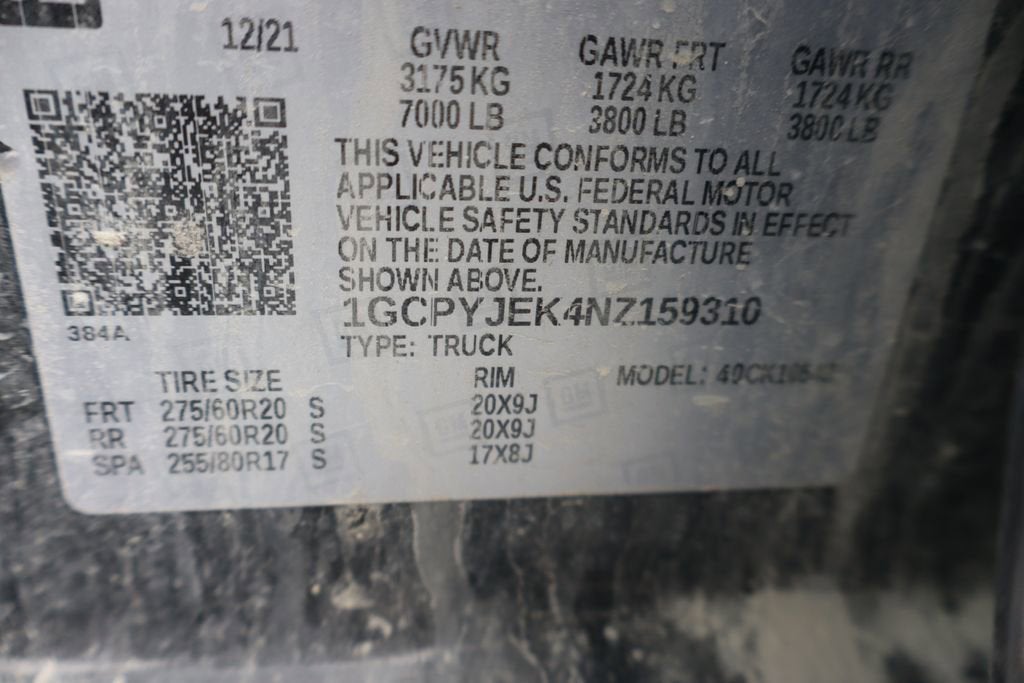 12/21
GVWR GAWR FRT GAWR RR
3175 KG 1724 KG 1724 KG
7000 LB 3800 LB 3800 LB
THIS VEHICLE CONFORMS TO ALL
APPLICABLE U.S. FEDERAL MOTOR
VEHICLE SAFETY STANDARDS IN EFFECT
ON THE DATE OF MANUFACTURE
SHOWN ABOVE.
1GCPYJEK4NZ159310
384A
TYPE: TRUCK
TIRE SIZE RIM MODEL:
FRT 275/60R20 S 20X9J
RR 275/60R20 S 20X9J
SPA 255/80R17 S 17X8J
GM